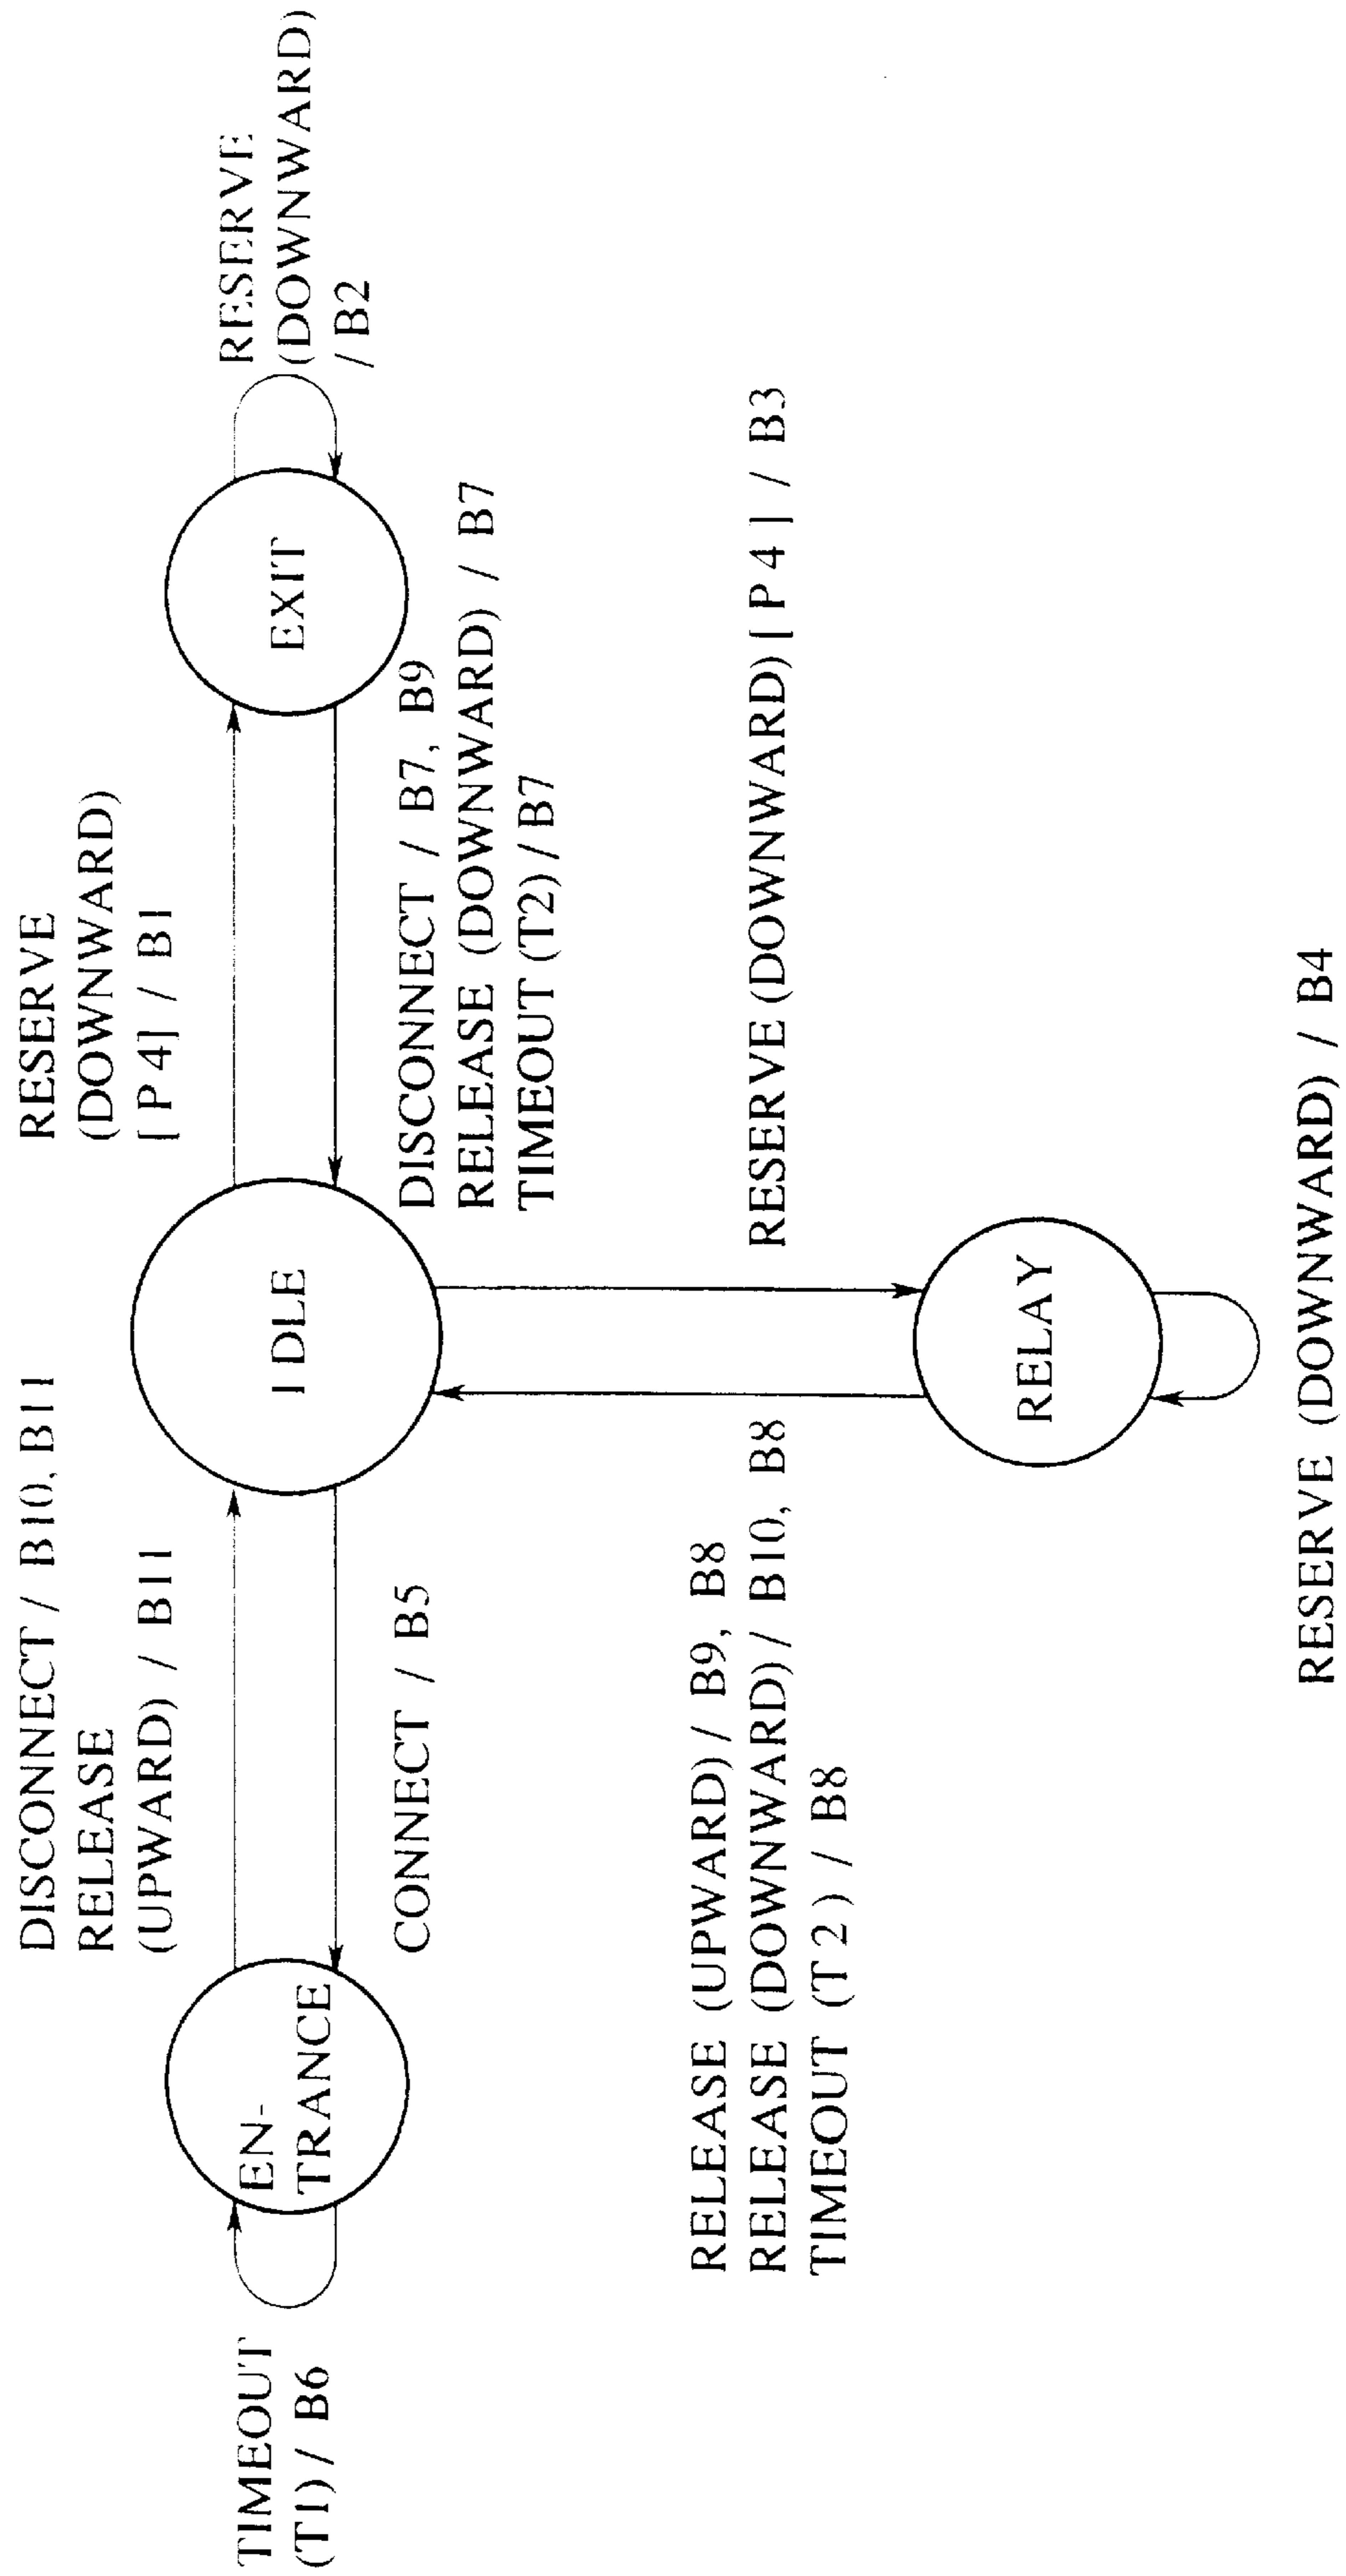 DISCONNECT / B10, B11
RELEASE
(UPWARD) / B11
RESERVE
(DOWNWARD)
[ P 4 ] / B1
TIMEOUT
(T1) / B6
EN-
TRANCE
IDLE
EXIT
RESERVE
(DOWNWARD)
/ B2
CONNECT / B5
DISCONNECT / B7, B9
RELEASE (DOWNWARD) / B7
TIMEOUT (T2) / B7
RELEASE (UPWARD) / B9, B8
RELEASE (DOWNWARD) / B10, B8
TIMEOUT (T 2 ) / B8
RESERVE (DOWNWARD) [ P 4 ] / B3
RELAY
RESERVE (DOWNWARD) / B4